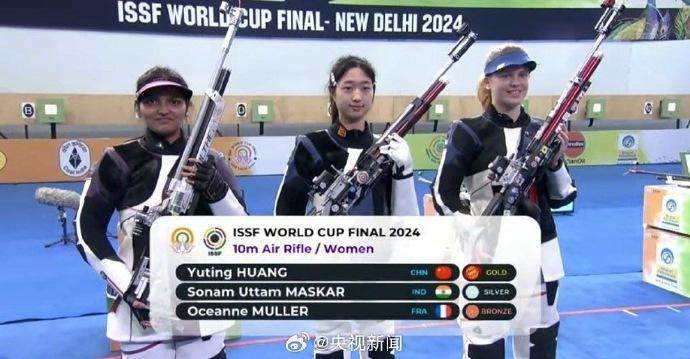 ISSF WORLD CUP FINAL- NEW DELHI 2024
ISSF WORLD CUP FINAL 2024
10m Air Rifle / Women
ISSF
Yuting HUANG CHN GOLD
Sonam Uttam MASKAR IND SILVER
Oceanne MULLER FRA BRONZE
@央视新闻